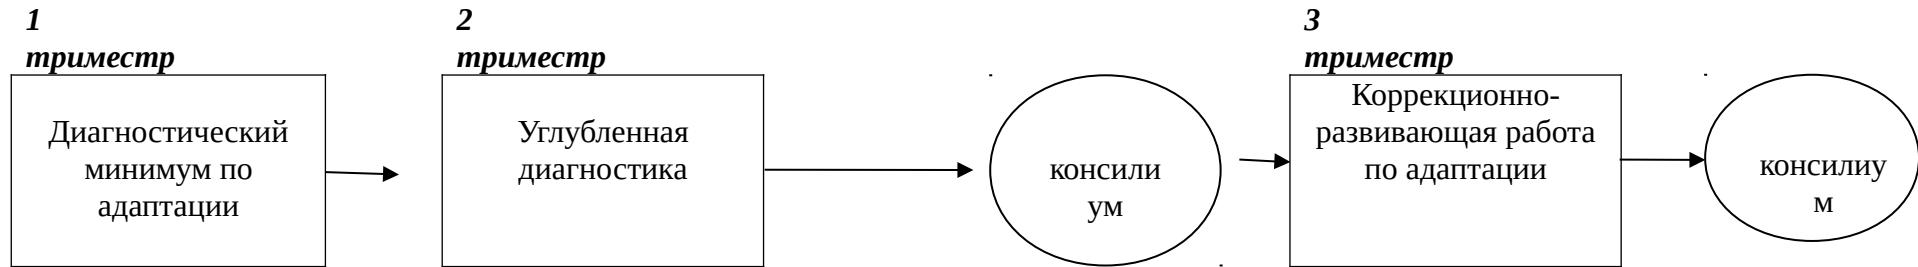 1
триместр
Диагностический
минимум по
адаптации
2
триместр
Углубленная
диагностика
консили
ум
3
триместр
Коррекционно-
развивающая работа
по адаптации
консилиу
м